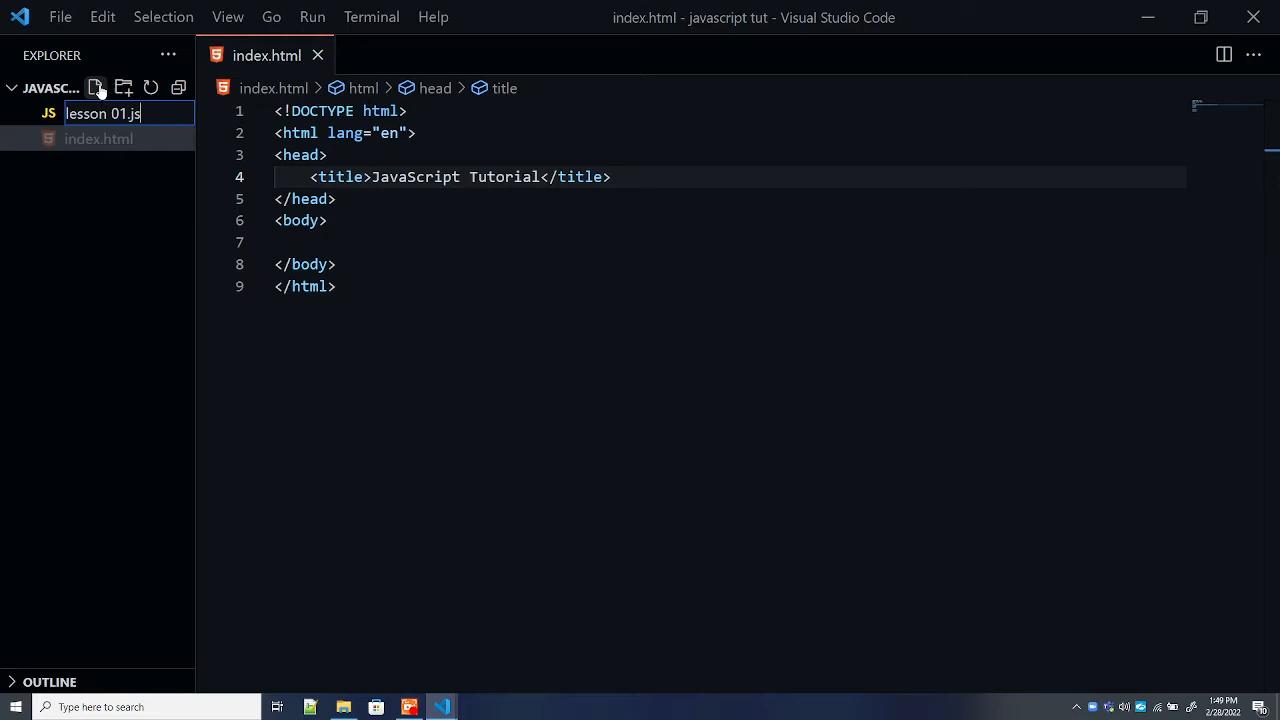 File Edit Selection View Go Run Terminal Help index.html - javascript tut - Visual Studio Code
EXPLORER
index.html
JAVASC...
index.html > html > head > title
JS lesson 01.js
index.html
1 <!DOCTYPE html>
2 <html lang="en">
3 <head>
4 <title>JavaScript Tutorial</title>
5 </head>
6 <body>
7
8 </body>
9 </html>
OUTLINE
Type here to search
1:49 PM
2/28/2022